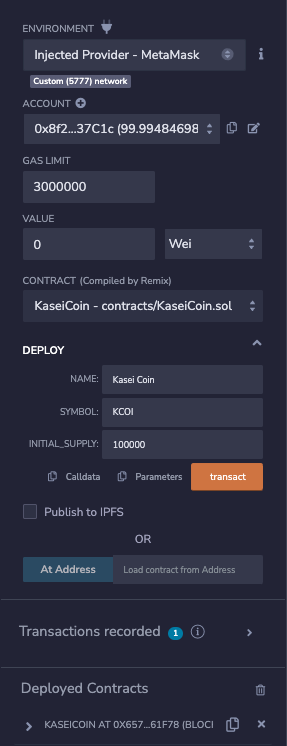 ENVIRONMENT
Injected Provider - MetaMask
Custom (5777) network
ACCOUNT
0x8f2...37C1c (99.99484698
GAS LIMIT
3000000
VALUE
0 Wei
CONTRACT (Compiled by Remix)
KaseiCoin - contracts/KaseiCoin.sol
DEPLOY
NAME: Kasei Coin
SYMBOL: KCOI
INITIAL_SUPPLY: 100000
Calldata Parameters transact
Publish to IPFS
OR
At Address Load contract from Address
Transactions recorded 1
Deployed Contracts
KASEICOIN AT 0X657...61F78 (BLOCI